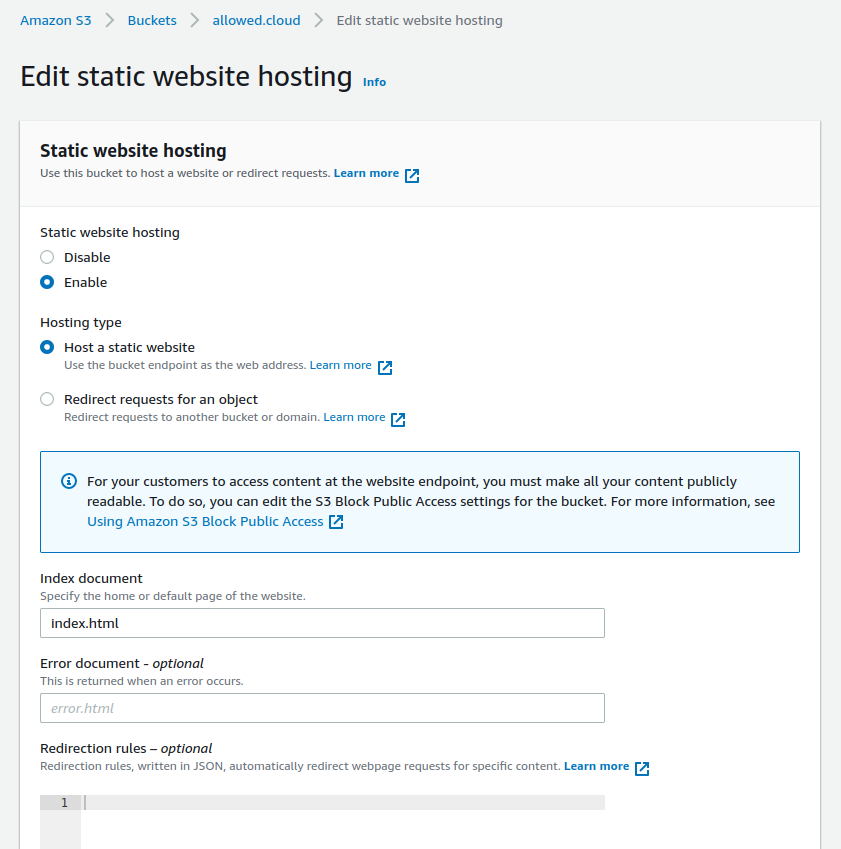 Amazon S3 > Buckets > allowed.cloud > Edit static website hosting
Edit static website hosting Info
Static website hosting
Use this bucket to host a website or redirect requests. Learn more
Static website hosting
Disable
Enable
Hosting type
Host a static website
Use the bucket endpoint as the web address. Learn more
Redirect requests for an object
Redirect requests to another bucket or domain. Learn more
For your customers to access content at the website endpoint, you must make all your content publicly
readable. To do so, you can edit the S3 Block Public Access settings for the bucket. For more information, see
Using Amazon S3 Block Public Access
Index document
Specify the home or default page of the website.
index.html
Error document - optional
This is returned when an error occurs.
error.html
Redirection rules – optional
Redirection rules, written in JSON, automatically redirect webpage requests for specific content. Learn more
1